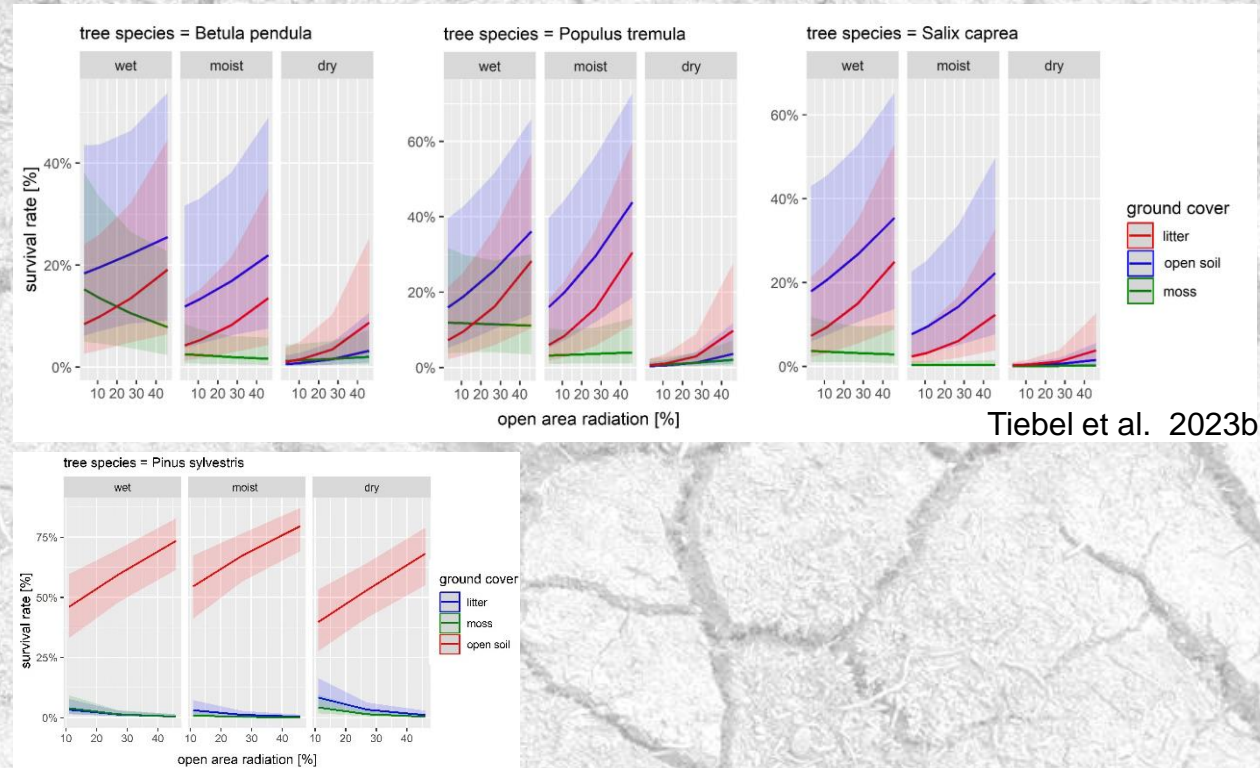 tree species = Betula pendula
wet moist dry
survival rate [%]
40%
20%
0%
10 20 30 40 10 20 30 40 10 20 30 40
tree species = Populus tremula
wet moist dry
60%
40%
20%
0%
10 20 30 40 10 20 30 40 10 20 30 40
open area radiation [%]
tree species = Salix caprea
wet moist dry
60%
40%
20%
0%
10 20 30 40 10 20 30 40 10 20 30 40
ground cover
litter
open soil
moss
Tiebel et al. 2023b
tree species = Pinus sylvestris
wet moist dry
survival rate [%]
75%
50%
25%
0%
10 20 30 40 10 20 30 40 10 20 30 40
open area radiation [%]
ground cover
litter
moss
open soil